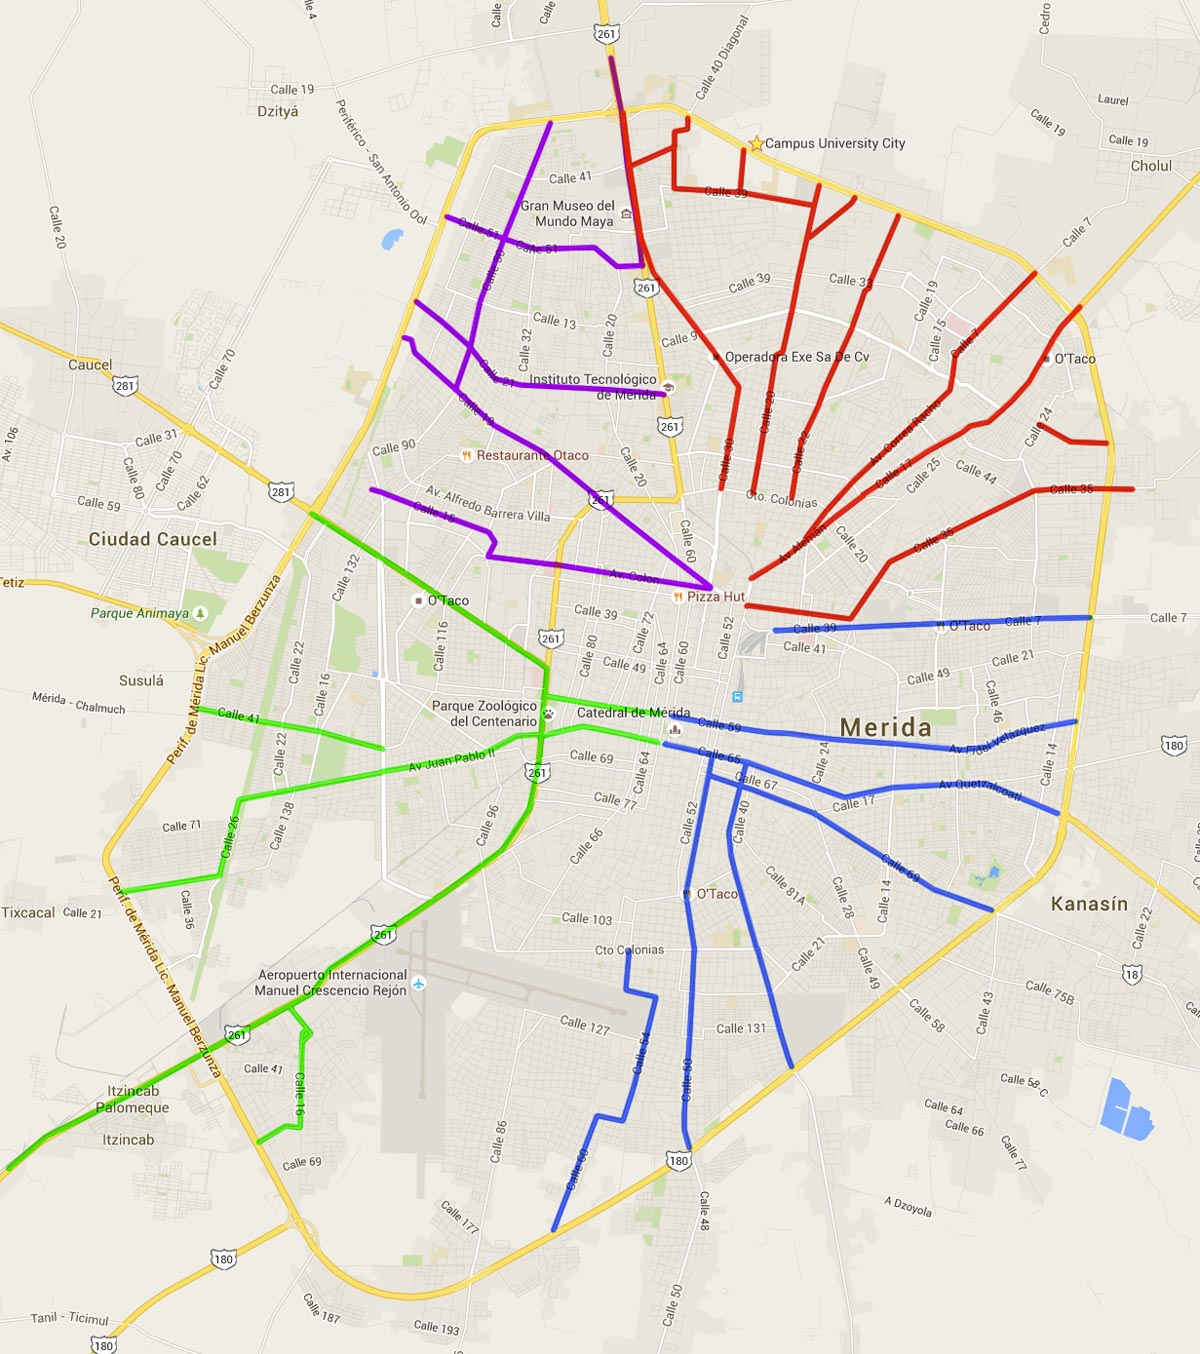 261
Calle 4
Calle
Calle
Cedro
Calle 40 Diagonal
Calle 19
Dzityá
Periférico - San Antonio Ool
Laurel
Calle 19
Calle 19
Cholul
Campus University City
Calle 41
Calle 39
Gran Museo del
Mundo Maya
Calle 20
Calle 51
Calle 51
Calle 50
Calle 7
261
Calle 39
Calle 33
Calle 19
Calle 15
Calle 13
Calle 32
Calle 20
Calle 9
Calle 7
Operadora Exe Sa De Cv
O'Taco
Caucel
281
Calle 70
Calle 21
Instituto Tecnológico
de Mérida
Calle 19
Calle 20
Calle 22
Calle 30
Av. Correa Racho
Calle 24
261
Av. 106
Calle 31
Calle 80
Calle 70
Calle 62
Calle 90
Restaurante Otaco
Calle 20
Calle 17
Calle 25
Calle 44
281
Calle 59
Av. Alfredo Barrera Villa
Calle 15
261
Cto. Colonias
Calle 35
Ciudad Caucel
Calle 60
Av Alemán
Calle 20
Calle 35
Tetiz
Calle 132
Av. Colon
Parque Animaya
O'Taco
Pizza Hut
Perif. de Mérida Lic. Manuel Berzunza
Calle 116
261
Calle 39
Calle 80
Calle 72
Calle 64
Calle 60
Calle 52
Calle 39
O'Taco
Calle 7
Calle 7
Calle 41
Calle 22
Calle 16
Calle 49
Calle 49
Calle 21
Calle 46
Susulá
Mérida - Chalmuch
Calle 41
Parque Zoológico
del Centenario
Catedral de Mérida
Calle 59
Merida
Av Fidel Velazquez
180
Calle 22
Av Juan Pablo II
Calle 69
Calle 64
Calle 65
Calle 67
Calle 24
Calle 14
261
Calle 77
Calle 17
Av Quetzalcoatl
Calle 71
Calle 26
Calle 138
Calle 96
Calle 66
Calle 52
Calle 40
Calle 69
Tixcacal
Calle 21
Calle 36
O'Taco
Calle 81A
Calle 28
Calle 14
Kanasín
Calle 22
Perif. de Mérida Lic. Manuel Berzunza
261
Calle 103
Cto Colonias
Calle 21
Calle 49
18
Aeropuerto Internacional
Manuel Crescencio Rejón
Calle 58
Calle 43
Calle 75B
261
Calle 127
Calle 131
Calle 54
Calle 41
Calle 16
Calle 50
Calle 58-C
Itzincab
Palomeque
Itzincab
Calle 86
Calle 64
Calle 66
Calle 77
Calle 69
Calle 60
180
A Dzoyola
Calle 48
Calle 177
180
Calle 187
Calle 193
Calle 50
Tanil - Ticimul
180